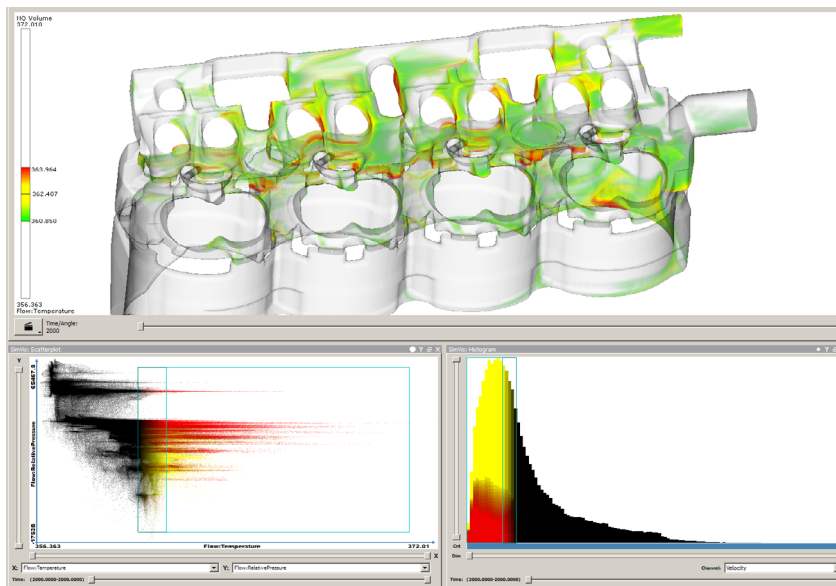 HQ Volume
372.010
363.964
362.407
360.850
356.363
Flow:Temperature
Time/Angle:
2000
SimVis: Scatterplot
SimVis: Histogram
Y
65467.8
Flow:RelativePressure
-17638
356.363
Flow:Temperature
372.01
X
X: Flow:Temperature
Y: Flow:RelativePressure
Time: (2000.0000-2000.0000)
Cnt
Dim
Channel: Velocity
Time: (2000.0000-2000.0000)